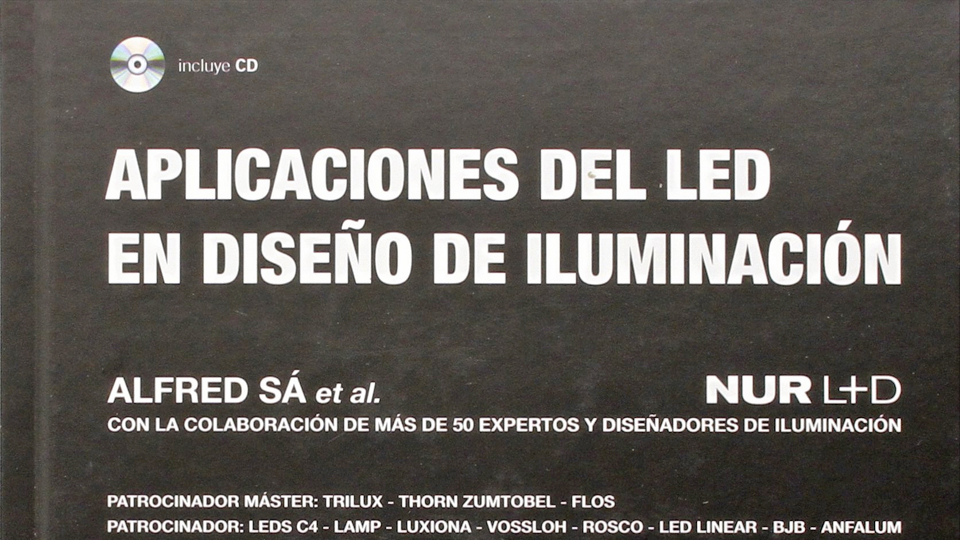 incluye CD
APLICACIONES DEL LED
EN DISEÑO DE ILUMINACIÓN
ALFRED SÁ et al.
NUR L+D
CON LA COLABORACIÓN DE MÁS DE 50 EXPERTOS Y DISEÑADORES DE ILUMINACIÓN
PATROCINADOR MÁSTER: TRILUX - THORN ZUMTOBEL - FLOS
PATROCINADOR: LEDS C4 - LAMP - LUXIONA - VOSSLOH - ROSCO - LED LINEAR - BJB - ANFALUM